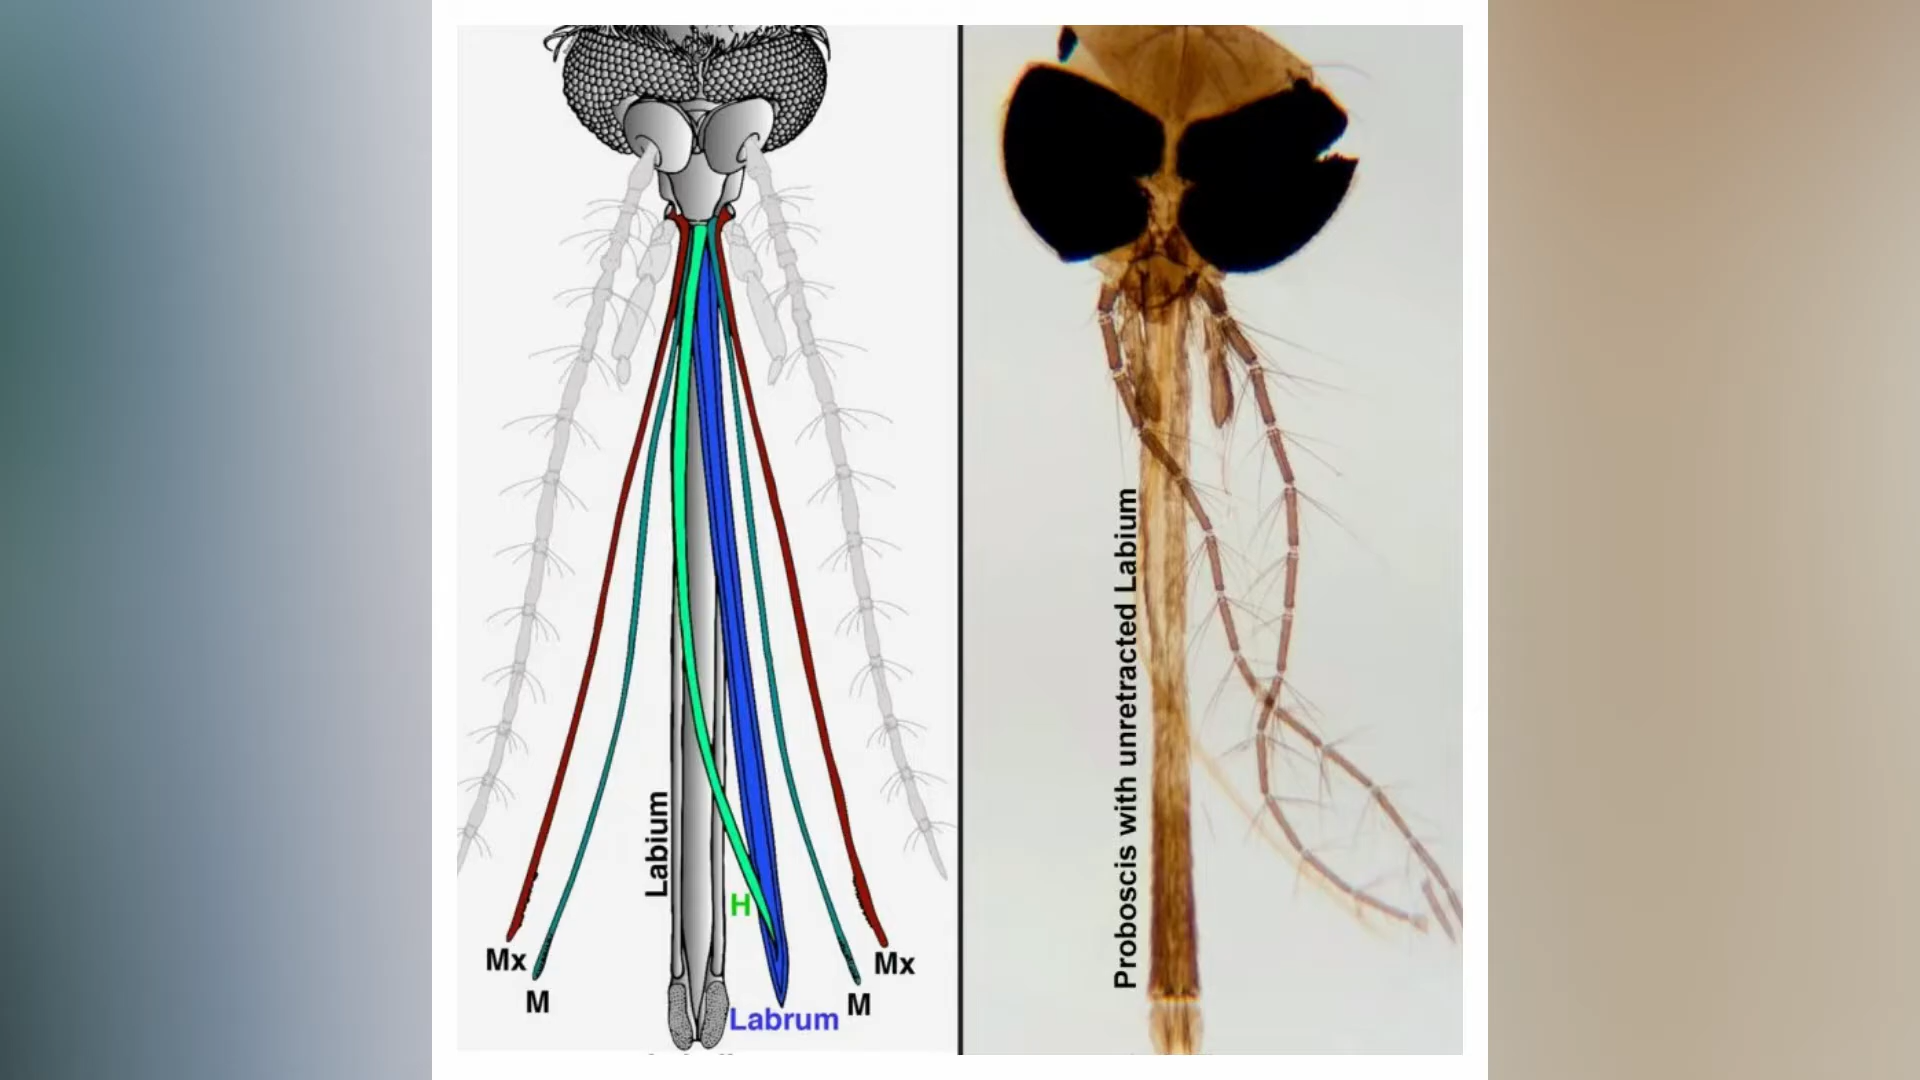 Labium
H
Mx
Mx
M
M
Labrum
Proboscis with unretracted Labium